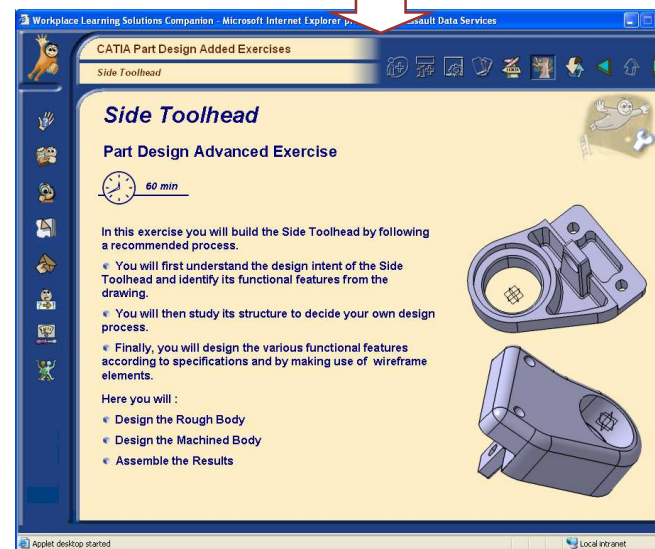 Workplace Learning Solutions Companion - Microsoft Internet Explorer Data Services
CATIA Part Design Added Exercises
Side Toolhead
Side Toolhead
Part Design Advanced Exercise
60 min
In this exercise you will build the Side Toolhead by following
a recommended process.
You will first understand the design intent of the Side
Toolhead and identify its functional features from the
drawing.
You will then study its structure to decide your own design
process.
Finally, you will design the various functional features
according to specifications and by making use of wireframe
elements.
Here you will :
Design the Rough Body
Design the Machined Body
Assemble the Results
Applet desktop started
Local intranet